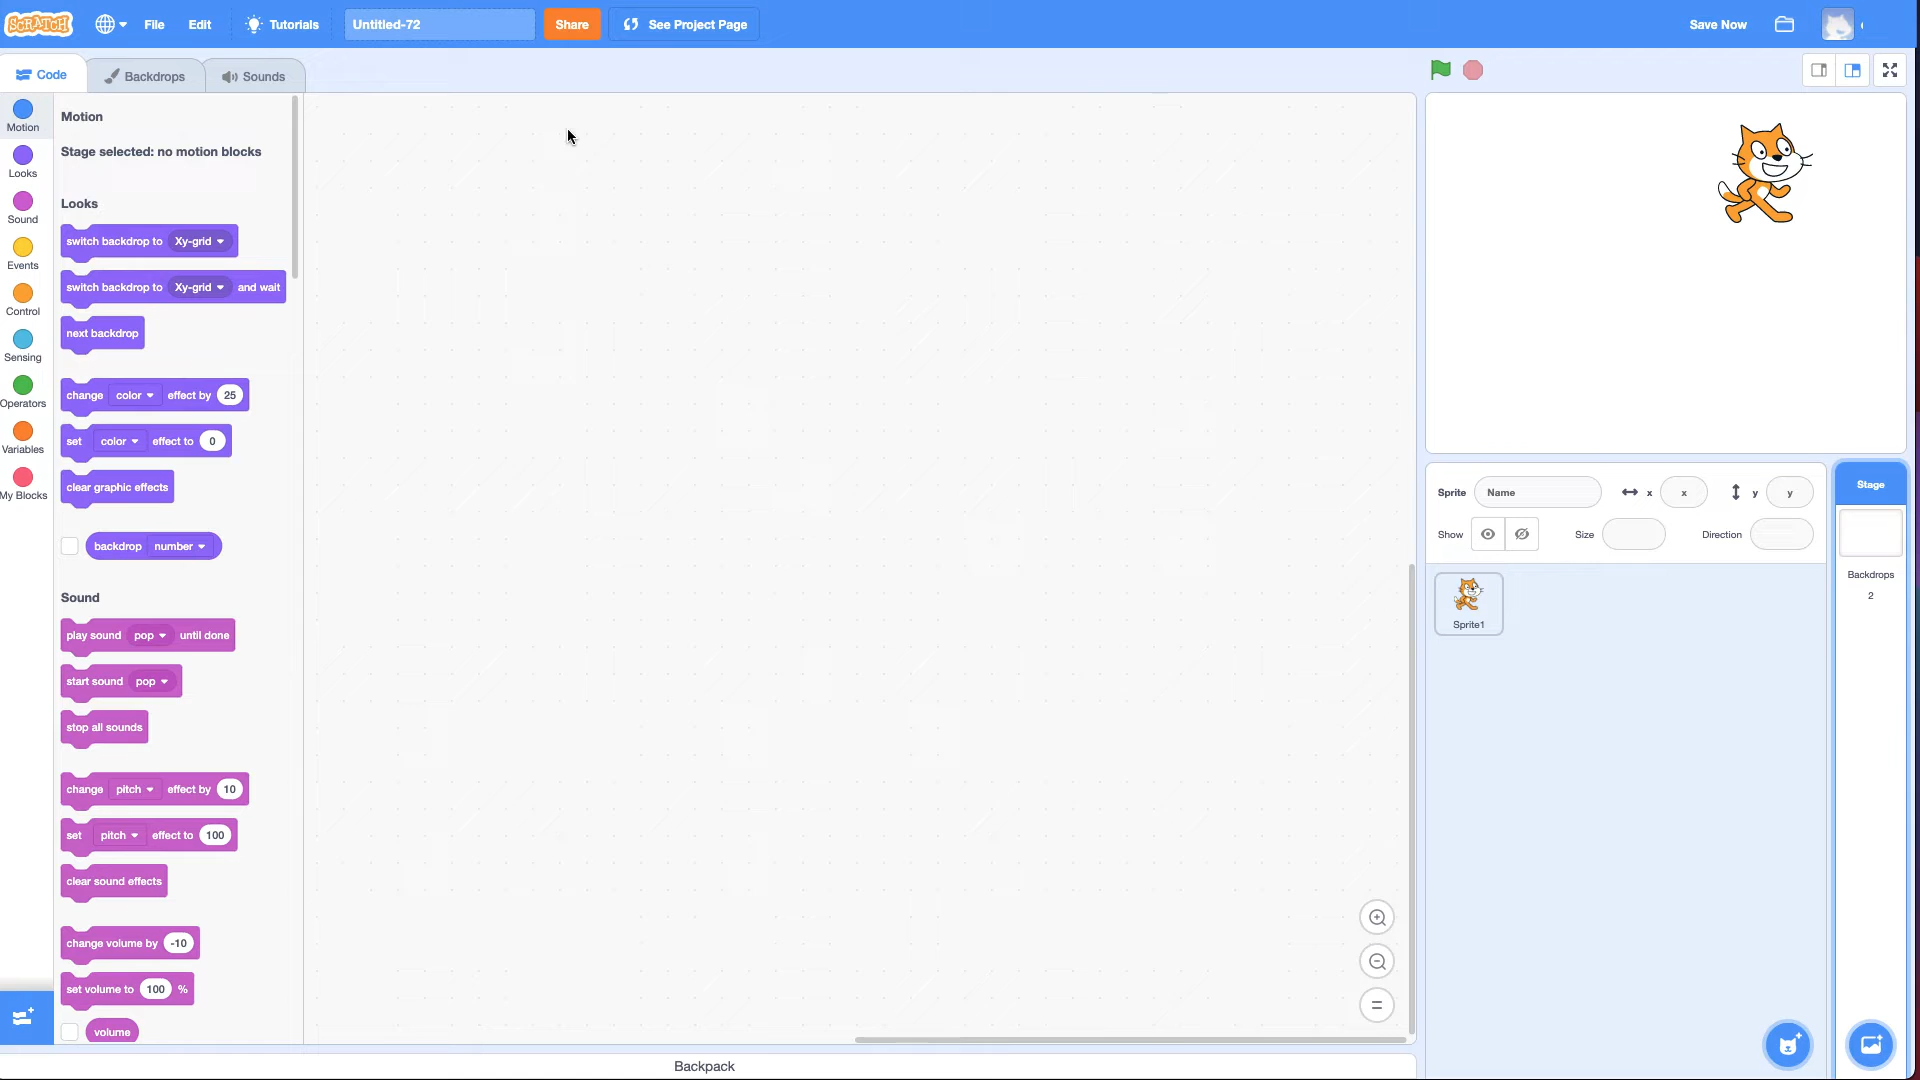 SCRATCH File Edit Tutorials Untitled-72 Share See Project Page Save Now
Code Backdrops Sounds
Motion
Looks
Sound
Events
Control
Sensing
Operators
Variables
My Blocks
Motion
Stage selected: no motion blocks
Looks
switch backdrop to Xy-grid
switch backdrop to Xy-grid and wait
next backdrop
change color effect by 25
set color effect to 0
clear graphic effects
backdrop number
Sound
play sound pop until done
start sound pop
stop all sounds
change pitch effect by 10
set pitch effect to 100
clear sound effects
change volume by -10
set volume to 100 %
volume
Backpack
Sprite Name x x y y
Show Size Direction
Sprite1
Stage
Backdrops
2